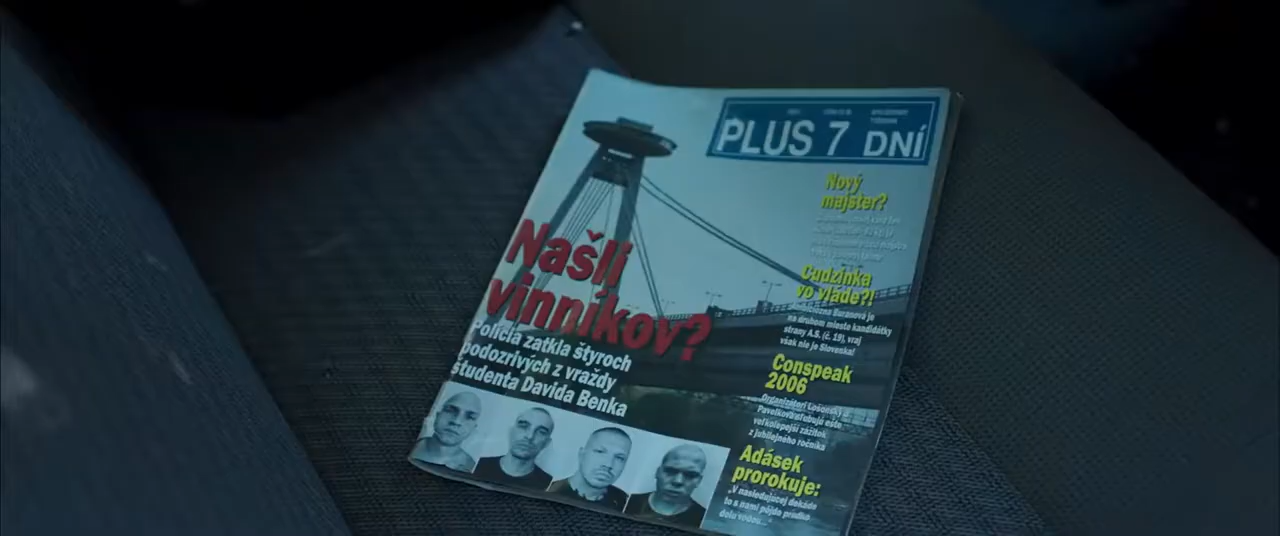 PLUS 7 DNÍ
Nový
majster?
Cudzinka
vo vláde?!
Buranová je
na druhom mieste kandidátky
strany A.S. (č. 19), vraj
však nie je Slovenka!
Našli
vinníkov?
Polícia zatkla štyroch
podozrivých z vraždy
študenta Davida Benka
Conspeak
2006
Organizátori Lošonský a
sľubujú ešte
veľkolepejší zážitok
z jubilejného ročníka
Adásek
prorokuje:
„V nasledujúcej dekáde
to s nami pôjde prudko
dolu vodou..."